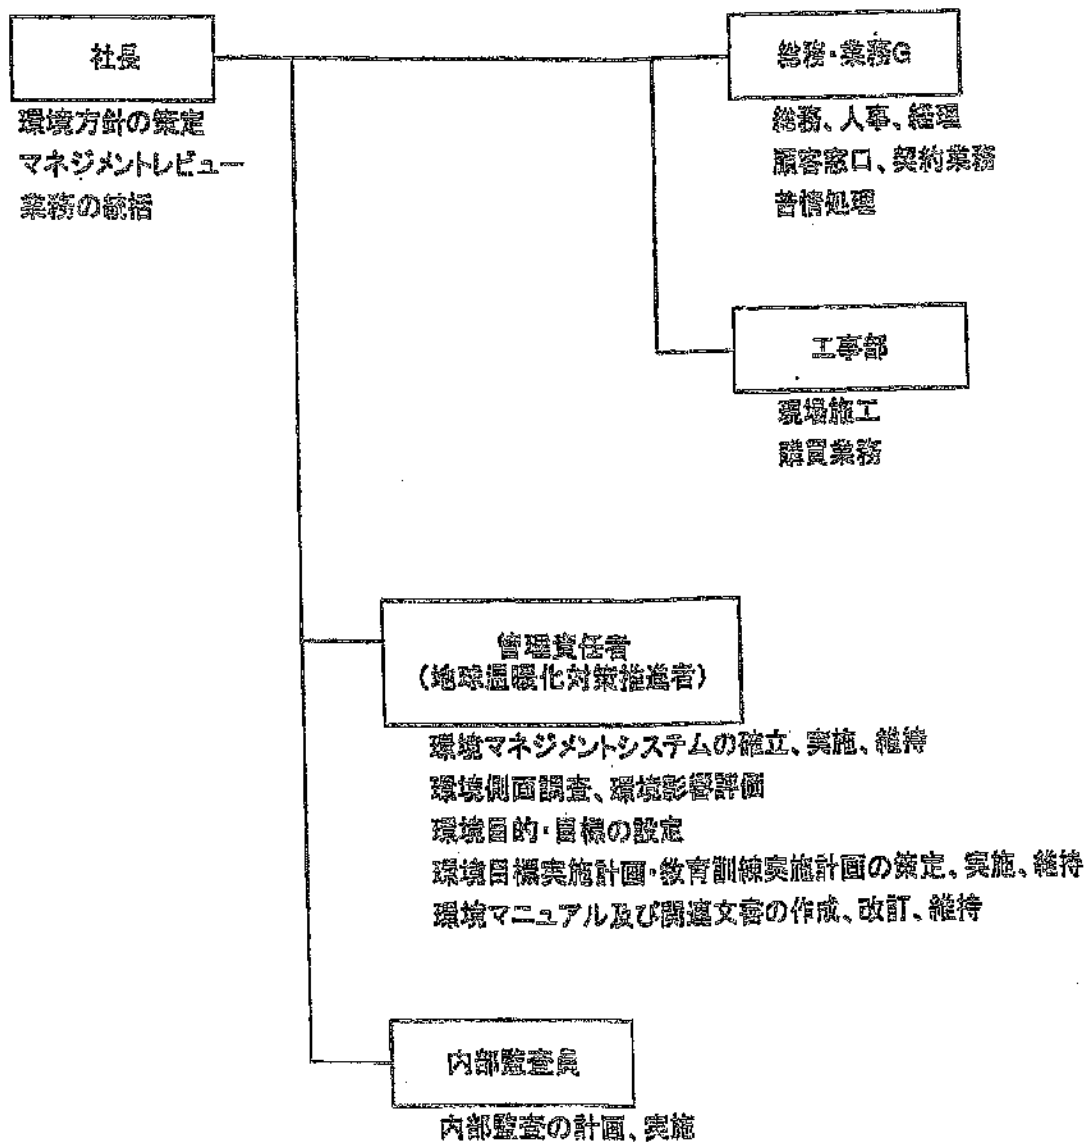 社長
環境方針の策定
マネジメントレビュー
業務の統括
総務・業務G
総務、人事、経理
顧客窓口、契約業務
苦情処理
工事部
現場施工
購買業務
管理責任者
(地球温暖化対策推進者)
環境マネジメントシステムの確立、実施、維持
環境側面調査、環境影響評価
環境目的・目標の設定
環境目標実施計画・教育訓練実施計画の策定、実施、維持
環境マニュアル及び関連文書の作成、改訂、維持
内部監査員
内部監査の計画、実施